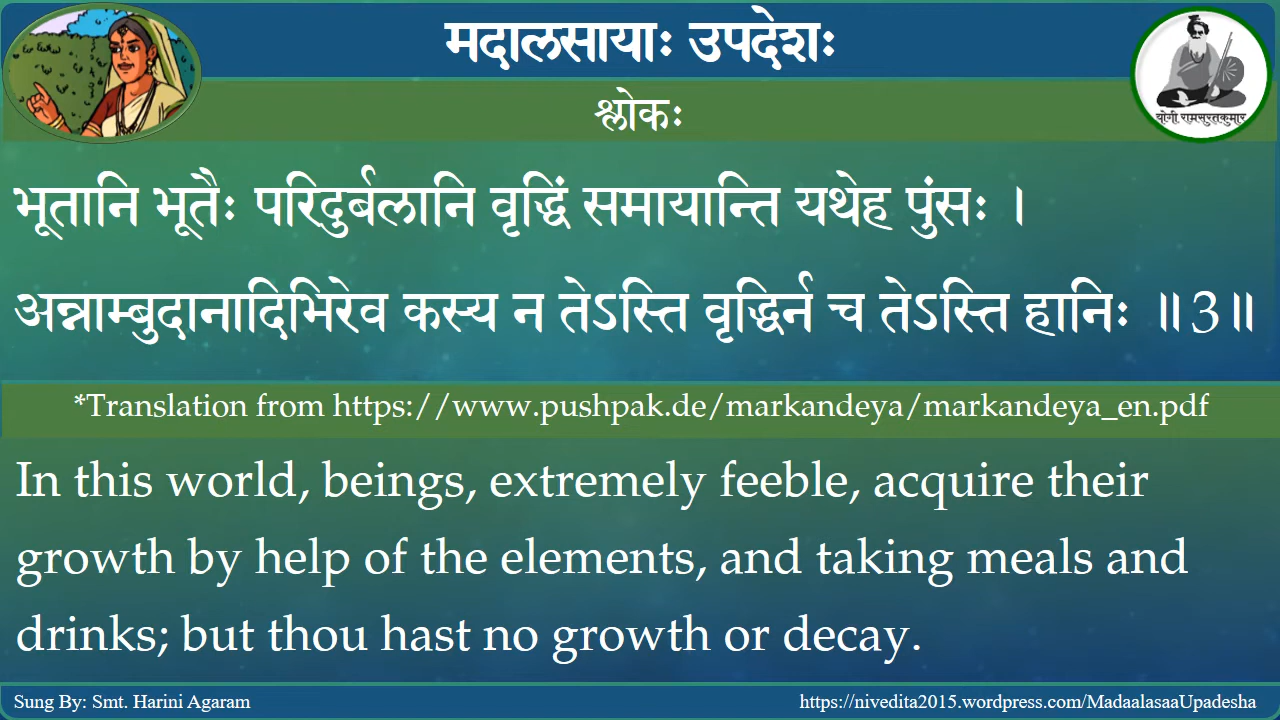 मदालसायाः उपदेशः
योगी रामसुरतकुमार
श्लोकः
भूतानि भूतैः परिदुर्बलानि वृद्धिं समायान्ति यथेह पुंसः ।
अन्नाम्बुदानादिभिरेव कस्य न तेऽस्ति वृद्धिर्न च तेऽस्ति हानिः ॥3॥
*Translation from https://www.pushpak.de/markandeya/markandeya_en.pdf
In this world, beings, extremely feeble, acquire their
growth by help of the elements, and taking meals and
drinks; but thou hast no growth or decay.
Sung By: Smt. Harini Agaram
https://nivedita2015.wordpress.com/MadaalasaaUpadesha